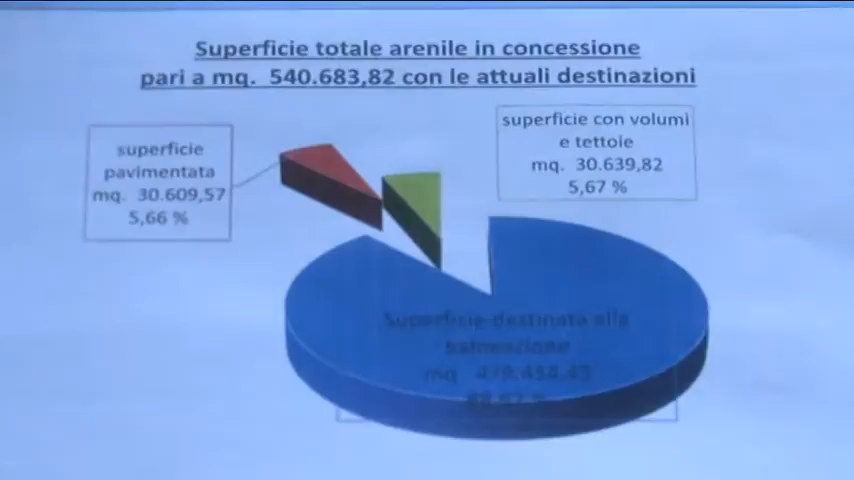 Superficie totale arenile in concessione
pari a mq. 540.683,82 con le attuali destinazioni
superficie
pavimentata
mq. 30.609,57
5,66 %
superficie con volumi
e tettoie
mq. 30.639,82
5,67 %
Superficie destinata alla
balneazione
mq